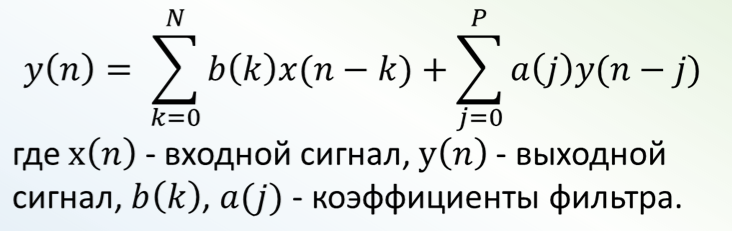 y(n) = ∑_{k=0}^{N} b(k)x(n − k) + ∑_{j=0}^{P} a(j)y(n − j)
где x(n) - входной сигнал, y(n) - выходной
сигнал, b(k), a(j) - коэффициенты фильтра.